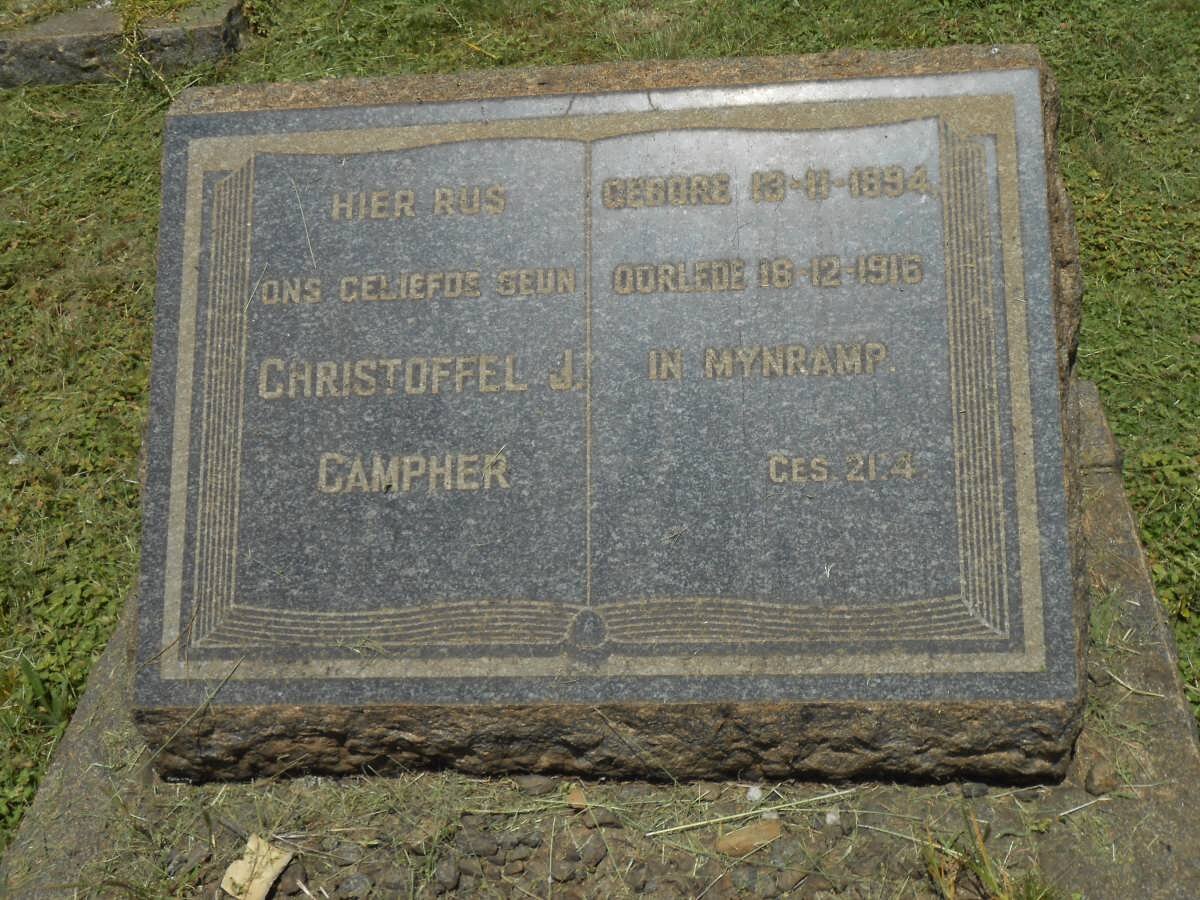 HIER RUS
ONS GELIEFDE SEUN
CHRISTOFFEL J.
CAMPHER
GEBORE 13-11-1894.
OORLEDE 18-12-1916
IN MYNRAMP.
GES. 21:4